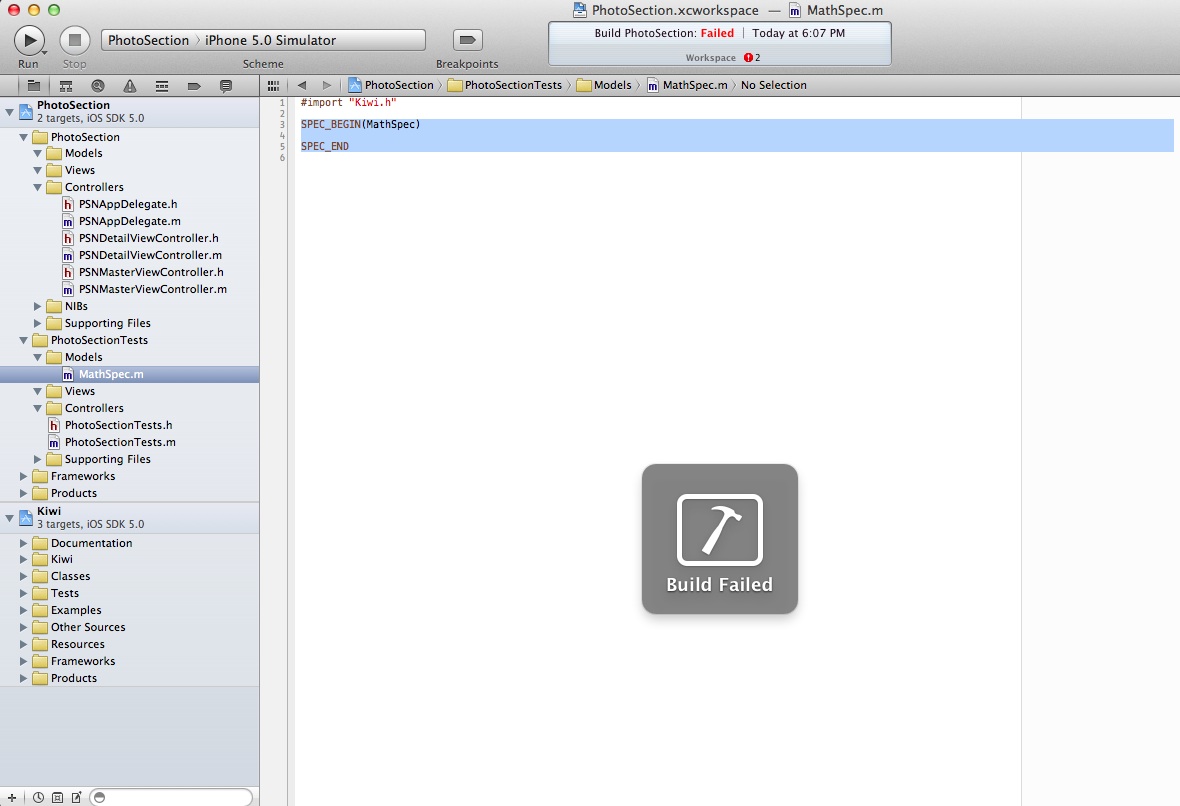 PhotoSection.xcworkspace — MathSpec.m
Run
Stop
PhotoSection › iPhone 5.0 Simulator
Scheme
Breakpoints
Build PhotoSection: Failed | Today at 6:07 PM
Workspace 2
PhotoSection › PhotoSectionTests › Models › MathSpec.m › No Selection
PhotoSection
2 targets, iOS SDK 5.0
PhotoSection
Models
Views
Controllers
h PSNAppDelegate.h
m PSNAppDelegate.m
h PSNDetailViewController.h
m PSNDetailViewController.m
h PSNMasterViewController.h
m PSNMasterViewController.m
NIBs
Supporting Files
PhotoSectionTests
Models
m MathSpec.m
Views
Controllers
h PhotoSectionTests.h
m PhotoSectionTests.m
Supporting Files
Frameworks
Products
Kiwi
3 targets, iOS SDK 5.0
Documentation
Kiwi
Classes
Tests
Examples
Other Sources
Resources
Frameworks
Products
1 #import "Kiwi.h"
2
3 SPEC_BEGIN(MathSpec)
4
5 SPEC_END
6
Build Failed